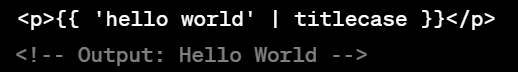 <p>{{ 'hello world' | titlecase }}</p>
<!-- Output: Hello World -->